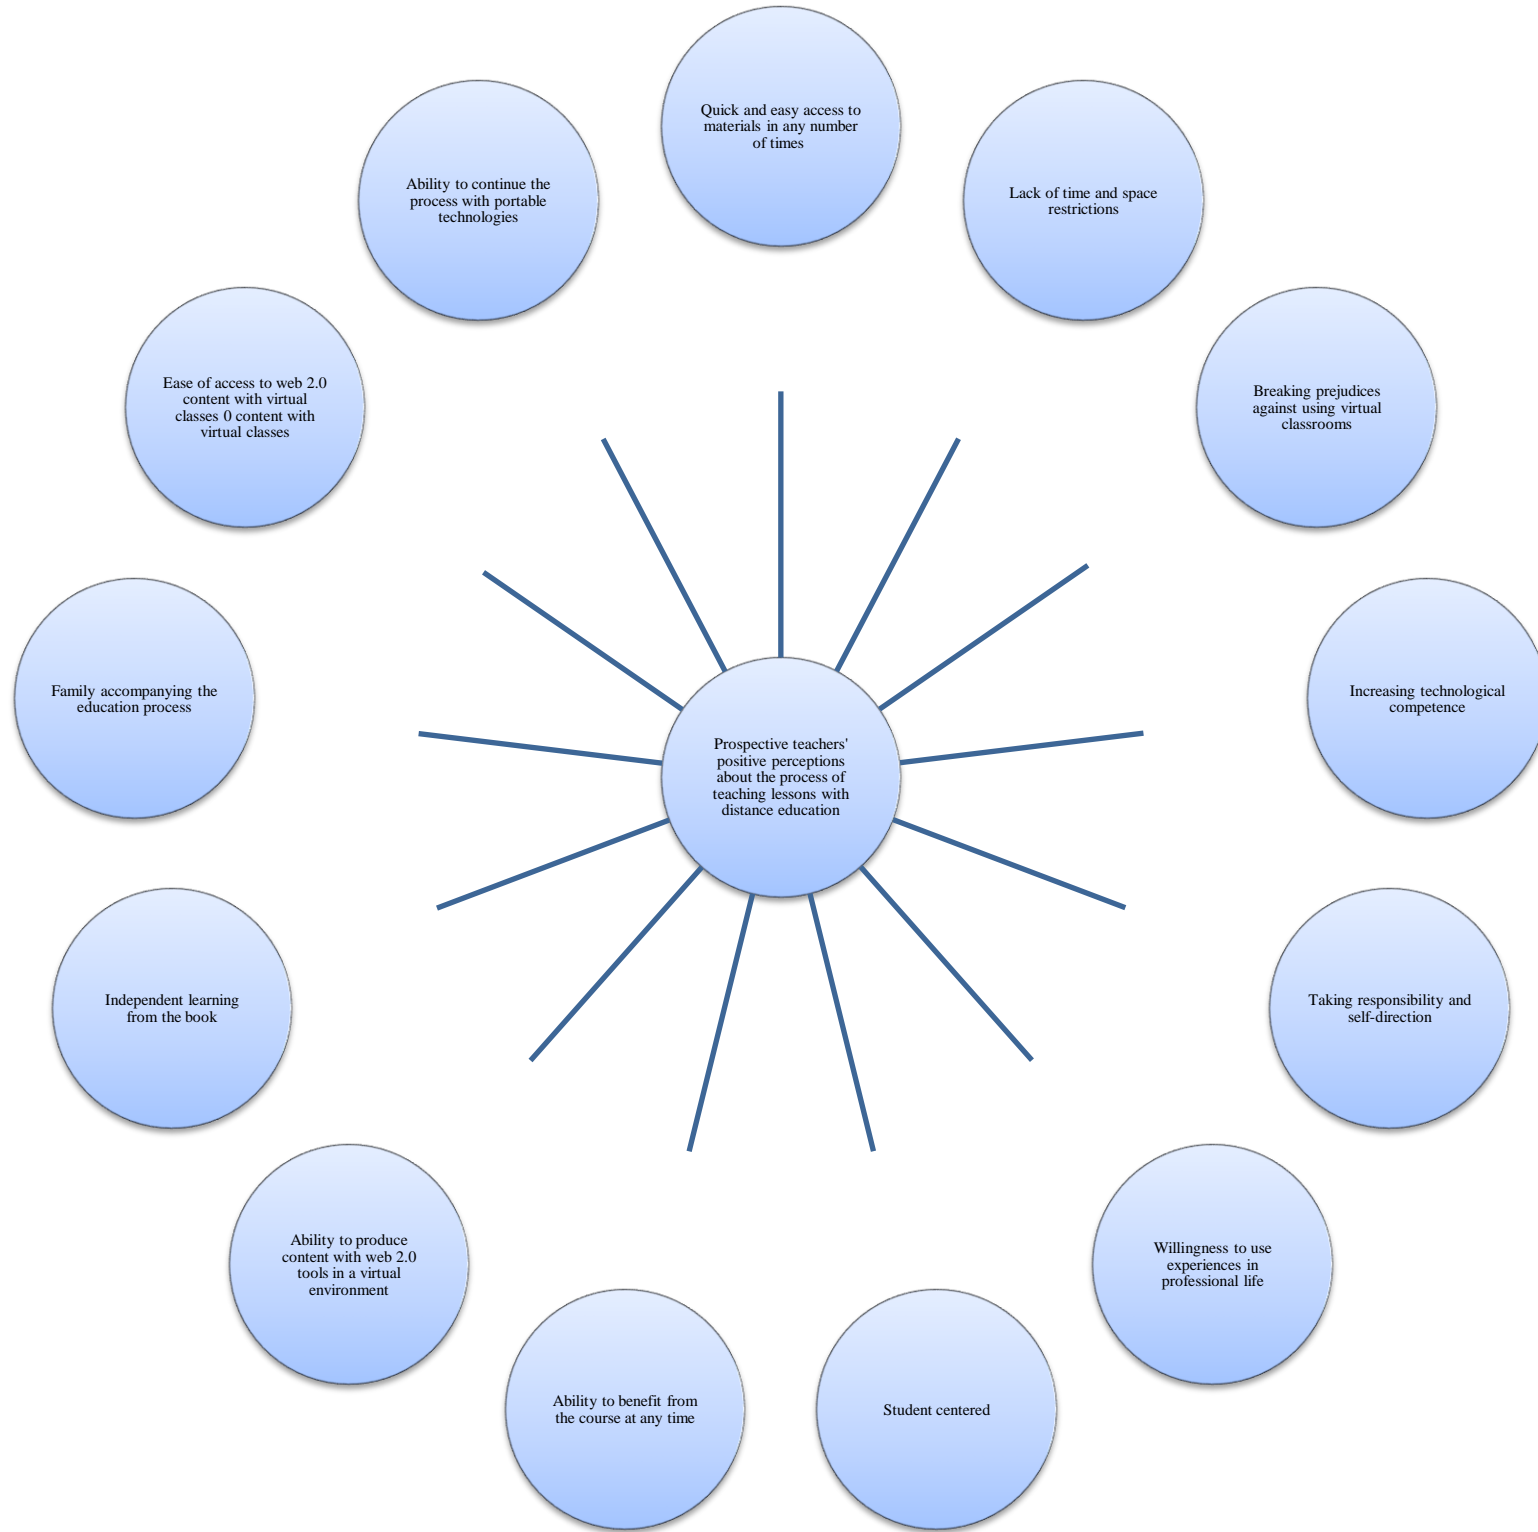 Quick and easy access to
materials in any number
of times
Lack of time and space
restrictions
Breaking prejudices
against using virtual
classrooms
Increasing technological
competence
Taking responsibility and
self-direction
Willingness to use
experiences in
professional life
Student centered
Ability to benefit from
the course at any time
Ability to produce
content with web 2.0
tools in a virtual
environment
Independent learning
from the book
Family accompanying the
education process
Ease of access to web 2.0
content with virtual
classes 0 content with
virtual classes
Ability to continue the
process with portable
technologies
Prospective teachers'
positive perceptions
about the process of
teaching lessons with
distance education